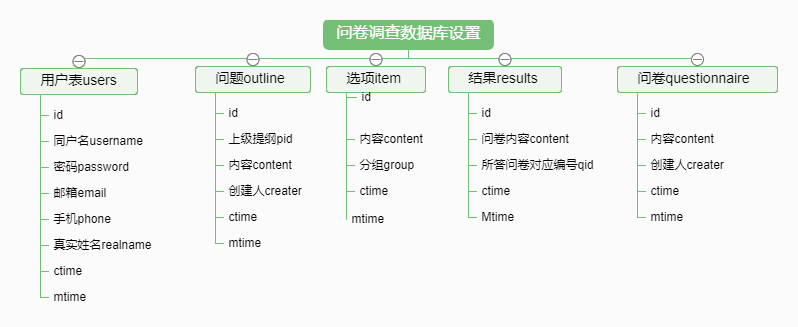 问卷调查数据库设置
用户表users
id
同户名username
密码password
邮箱email
手机phone
真实姓名realname
ctime
mtime
问题outline
id
上级提纲pid
内容content
创建人creater
ctime
mtime
选项item
id
内容content
分组group
ctime
mtime
结果results
id
问卷内容content
所答问卷对应编号qid
ctime
Mtime
问卷questionnaire
id
内容content
创建人creater
ctime
mtime